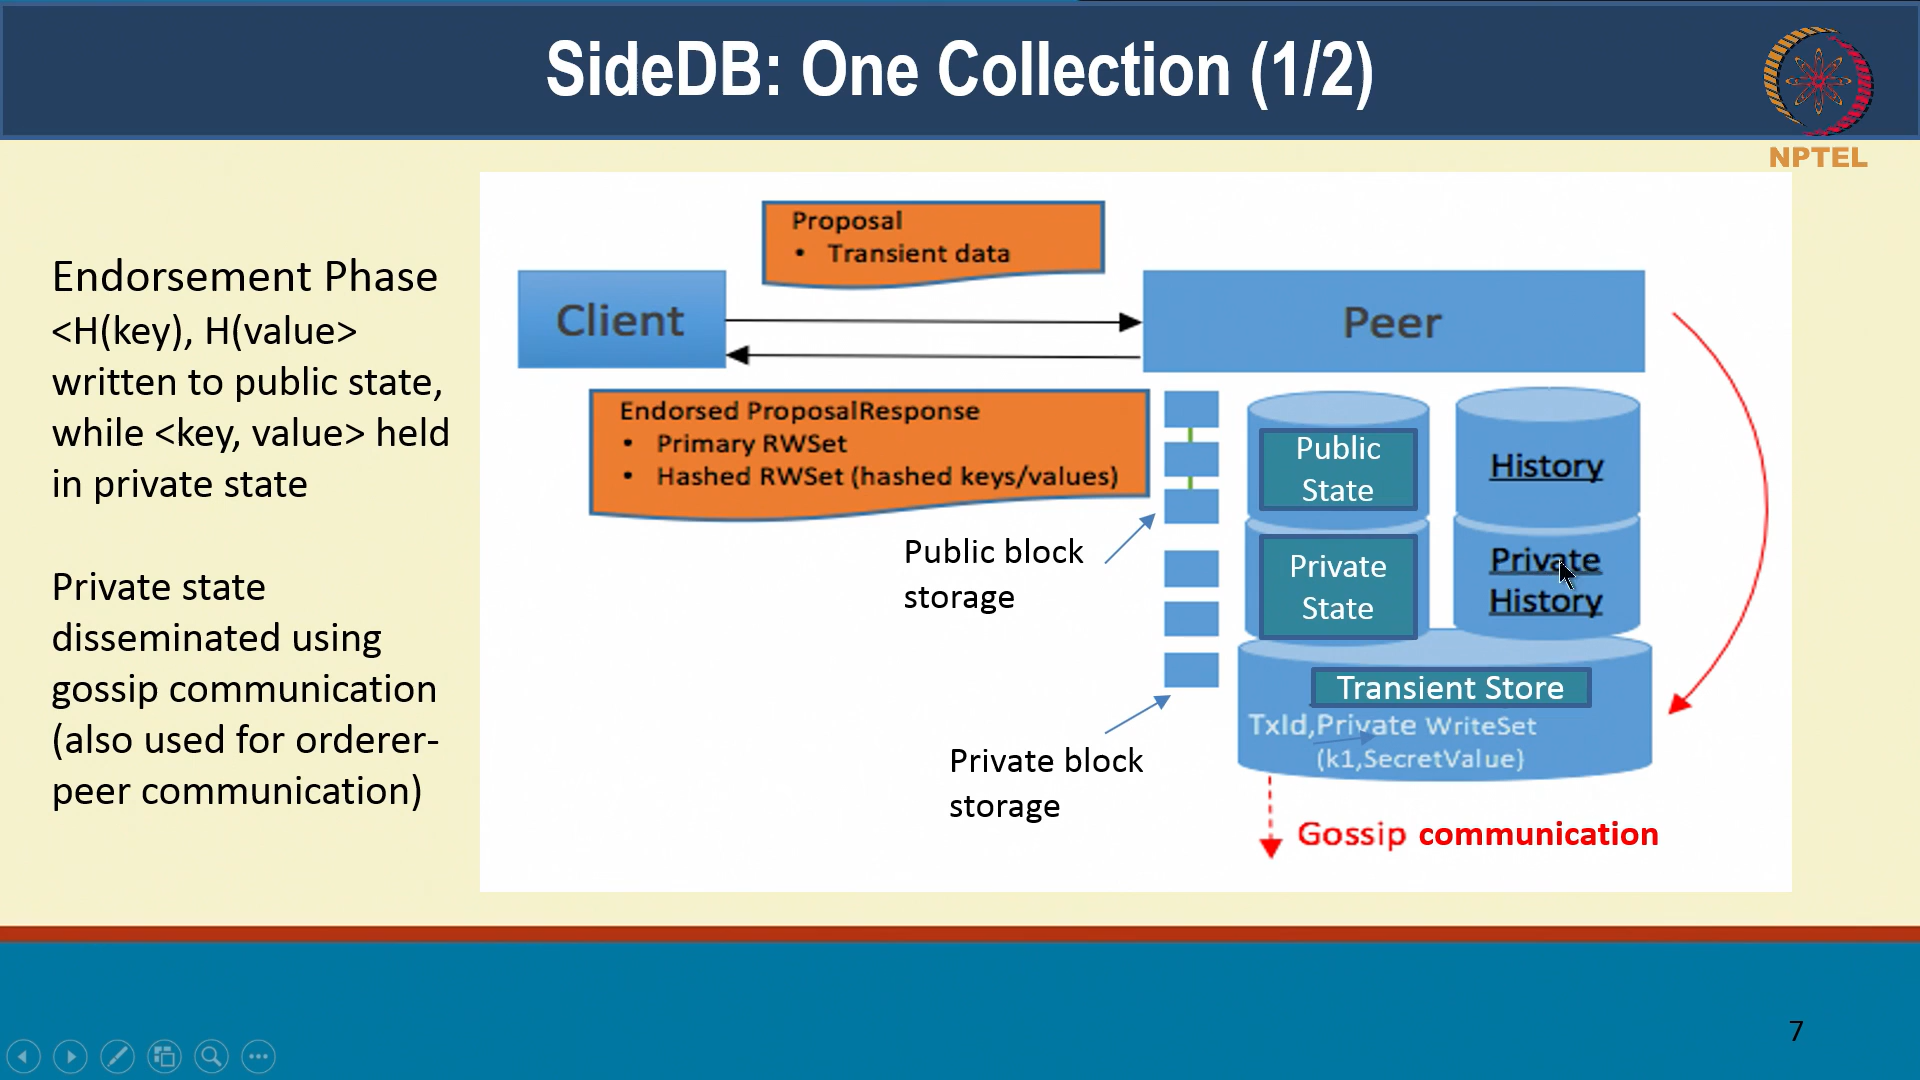 SideDB: One Collection (1/2)
NPTEL
Endorsement Phase
<H(key), H(value>
written to public state,
while <key, value> held
in private state
Private state
disseminated using
gossip communication
(also used for orderer-
peer communication)
Proposal
• Transient data
Client
Peer
Endorsed ProposalResponse
• Primary RWSet
• Hashed RWSet (hashed keys/values)
Public block
storage
Private block
storage
Public
State
History
Private
State
Private
History
Transient Store
TxId,Private WriteSet
(k1,SecretValue)
Gossip communication
7